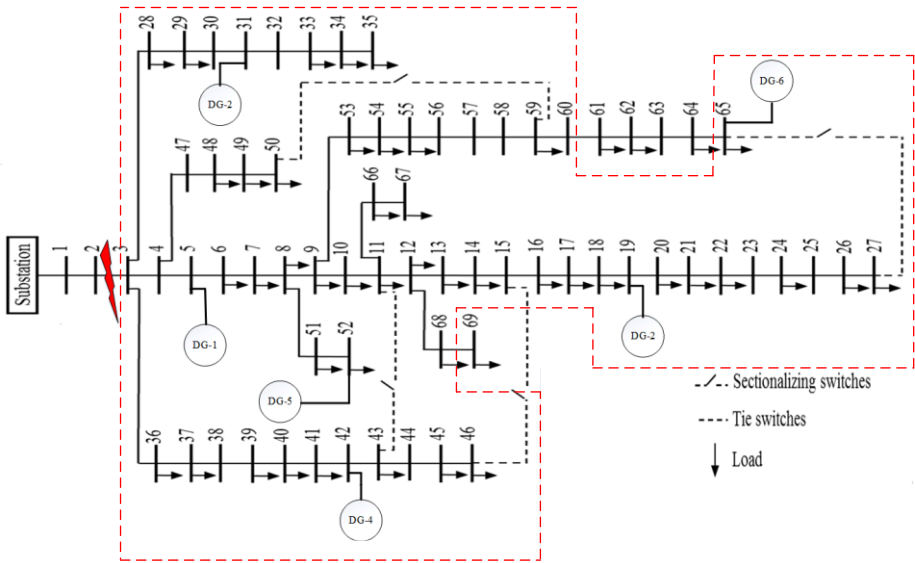 28 29 30 31 32 33 34 35
DG-2
DG-6
53 54 55 56 57 58 59 60 61 62 63 64 65
47 48 49 50
66 67
Substation
1 2 3 4 5 6 7 8 9 10 11 12 13 14 15 16 17 18 19 20 21 22 23 24 25 26 27
DG-1
51 52
68 69
DG-2
DG-5
Sectionalizing switches
Tie switches
Load
36 37 38 39 40 41 42 43 44 45 46
DG-4